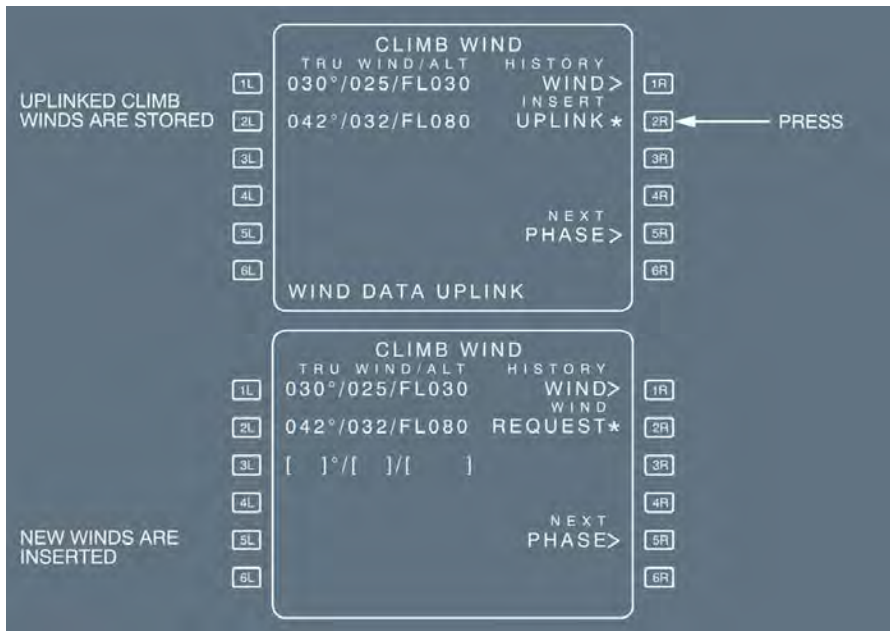 CLIMB WIND
TRU WIND/ALT HISTORY
1L 030°/025/FL030 WIND> 1R
INSERT
UPLINKED CLIMB
WINDS ARE STORED
2L 042°/032/FL080 UPLINK* 2R PRESS
3L 3R
4L 4R
NEXT
5L PHASE> 5R
6L 6R
WIND DATA UPLINK
CLIMB WIND
TRU WIND/ALT HISTORY
1L 030°/025/FL030 WIND> 1R
WIND
2L 042°/032/FL080 REQUEST* 2R
3L [ ]°/[ ]/[ ] 3R
4L 4R
NEXT
NEW WINDS ARE
INSERTED
5L PHASE> 5R
6L 6R